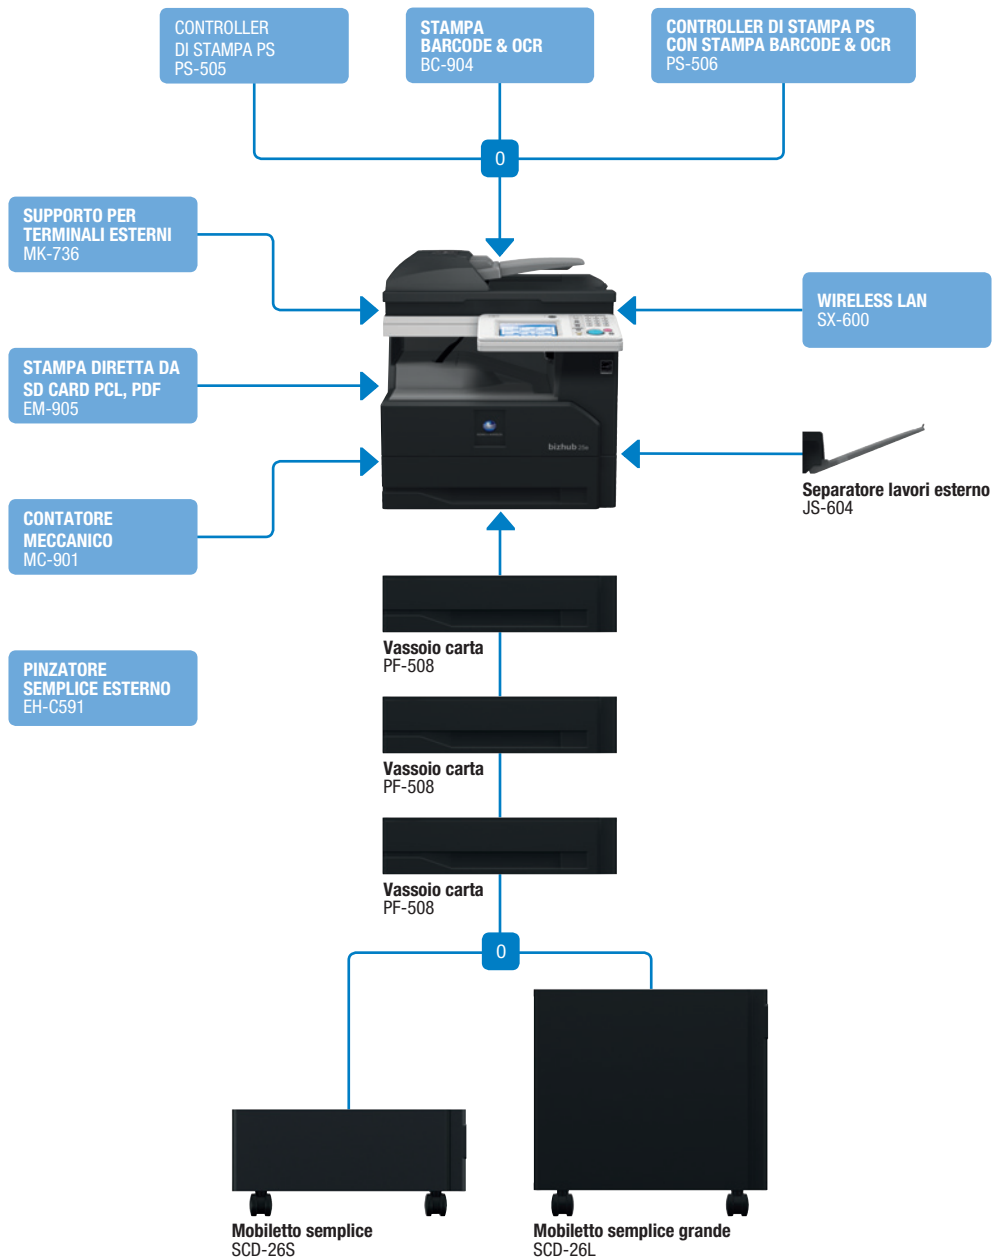 CONTROLLER
DI STAMPA PS
PS-505
STAMPA
BARCODE & OCR
BC-904
CONTROLLER DI STAMPA PS
CON STAMPA BARCODE & OCR
PS-506
0
SUPPORTO PER
TERMINALI ESTERNI
MK-736
WIRELESS LAN
SX-600
STAMPA DIRETTA DA
SD CARD PCL, PDF
EM-905
bizhub 25e
Separatore lavori esterno
JS-604
CONTATORE
MECCANICO
MC-901
Vassoio carta
PF-508
PINZATORE
SEMPLICE ESTERNO
EH-C591
Vassoio carta
PF-508
Vassoio carta
PF-508
0
Mobiletto semplice
SCD-26S
Mobiletto semplice grande
SCD-26L